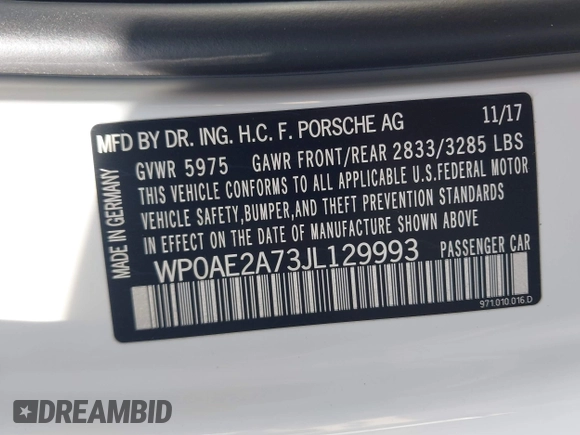 MFD BY DR. ING. H.C. F. PORSCHE AG 11/17
GVWR 5975 GAWR FRONT/REAR 2833/3285 LBS
THIS VEHICLE CONFORMS TO ALL APPLICABLE U.S.FEDERAL MOTOR
VEHICLE SAFETY,BUMPER,AND THEFT PREVENTION STANDARDS
IN EFFECT ON THE DATE OF MANUFACTURE SHOWN ABOVE.
MADE IN GERMANY
WP0AE2A73JL129993 PASSENGER CAR
971.010.016.D
DREAMBID